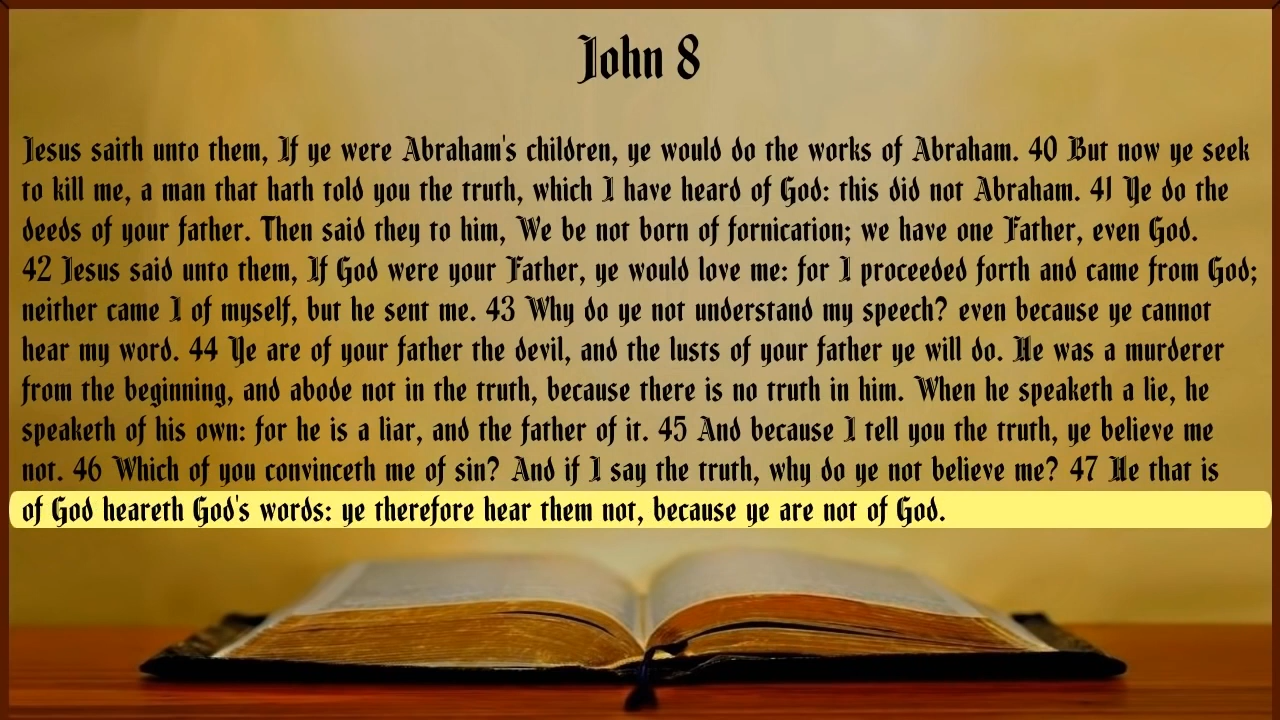 John 8
Jesus saith unto them, If ye were Abraham's children, ye would do the works of Abraham. 40 But now ye seek
to kill me, a man that hath told you the truth, which I have heard of God: this did not Abraham. 41 Ye do the
deeds of your father. Then said they to him, We be not born of fornication; we have one Father, even God.
42 Jesus said unto them, If God were your Father, ye would love me: for I proceeded forth and came from God;
neither came I of myself, but he sent me. 43 Why do ye not understand my speech? even because ye cannot
hear my word. 44 Ye are of your father the devil, and the lusts of your father ye will do. He was a murderer
from the beginning, and abode not in the truth, because there is no truth in him. When he speaketh a lie, he
speaketh of his own: for he is a liar, and the father of it. 45 And because I tell you the truth, ye believe me
not. 46 Which of you convinceth me of sin? And if I say the truth, why do ye not believe me? 47 He that is
of God heareth God's words: ye therefore hear them not, because ye are not of God.